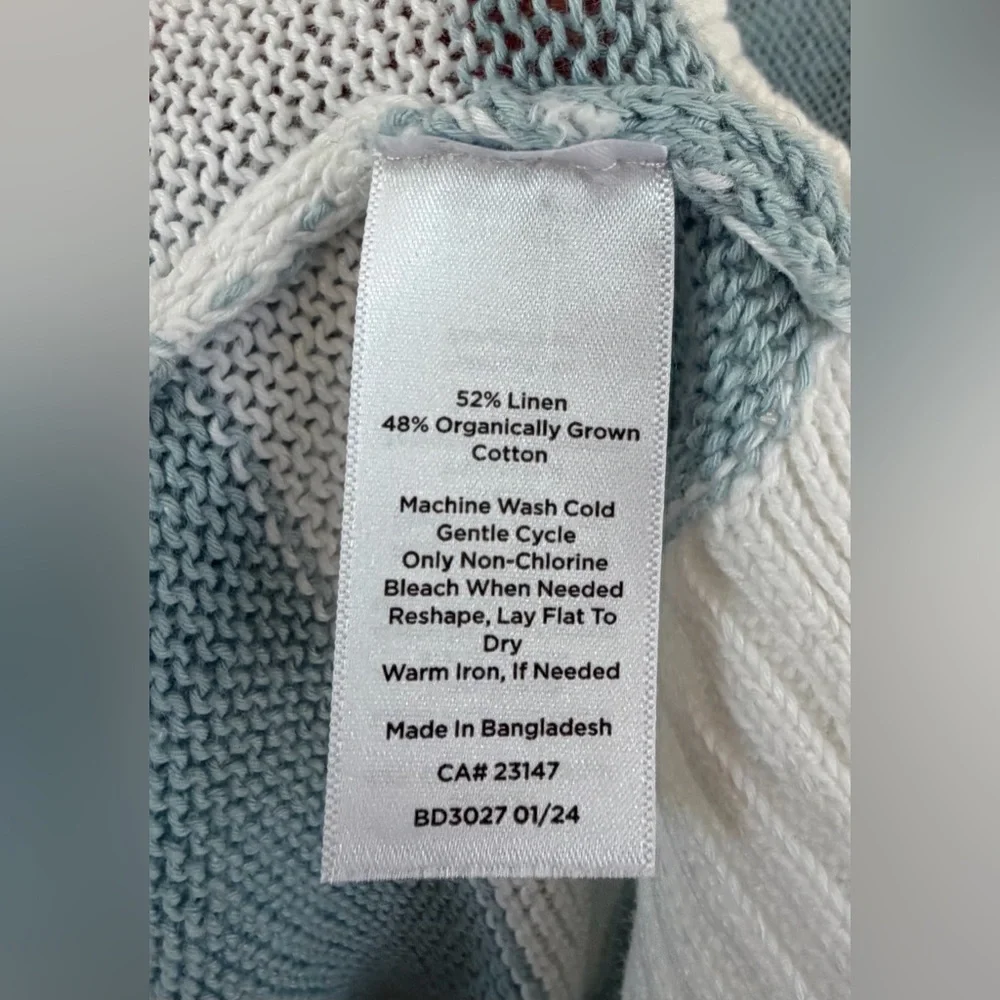 52% Linen
48% Organically Grown
Cotton
Machine Wash Cold
Gentle Cycle
Only Non-Chlorine
Bleach When Needed
Reshape, Lay Flat To
Dry
Warm Iron, If Needed
Made In Bangladesh
CA# 23147
BD3027 01/24